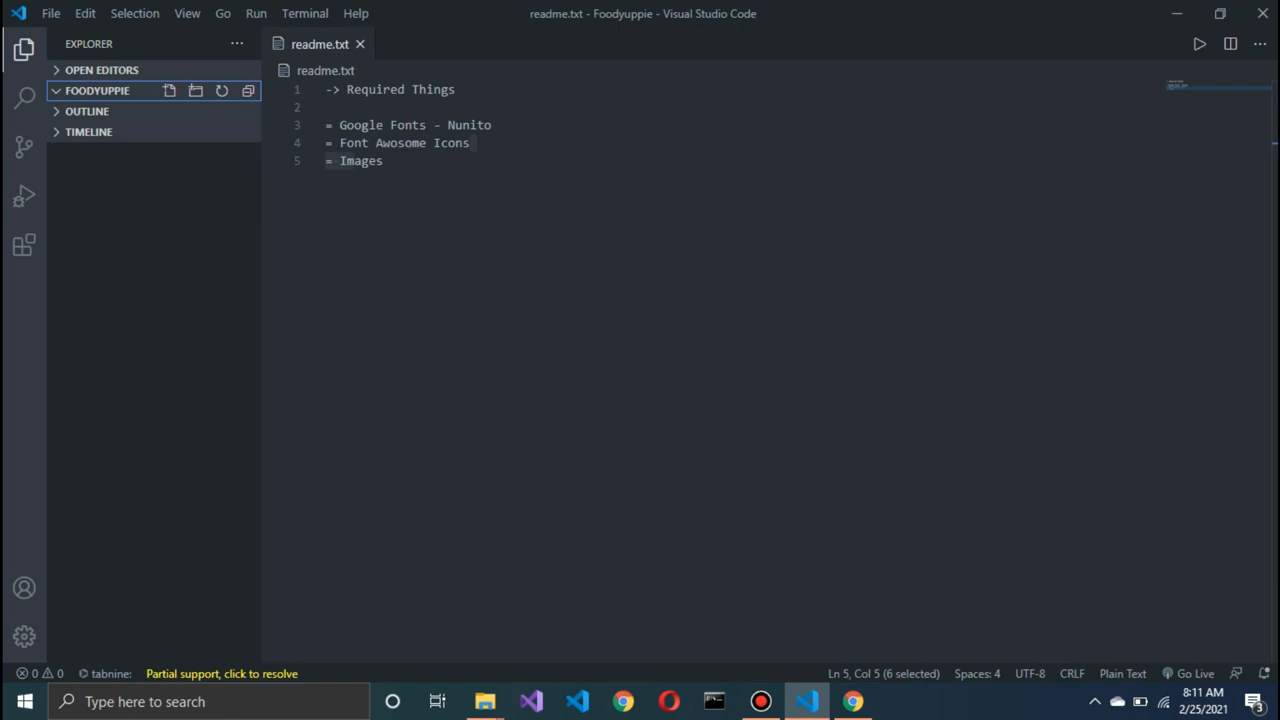 File Edit Selection View Go Run Terminal Help
readme.txt - Foodyuppie - Visual Studio Code
EXPLORER
readme.txt
OPEN EDITORS
FOODYUPPIE
OUTLINE
TIMELINE
readme.txt
1 -> Required Things
2
3 = Google Fonts - Nunito
4 = Font Awosome Icons
5 = Images
0 0 tabnine: Partial support, click to resolve
Ln 5, Col 5 (6 selected) Spaces: 4 UTF-8 CRLF Plain Text Go Live
Type here to search
8:11 AM
2/25/2021
3